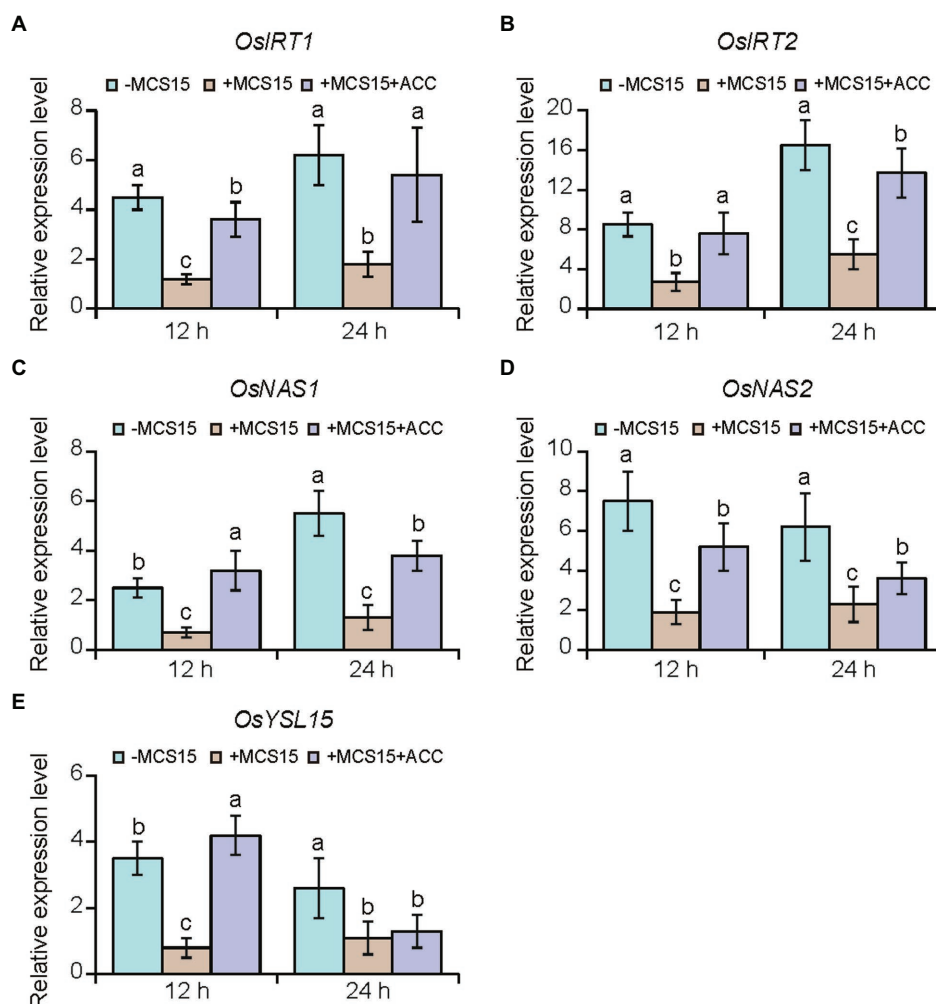 A
OsIRT1
-MCS15 +MCS15 +MCS15+ACC
Relative expression level
8
6
4
2
0
a
c
b
a
b
a
12 h
24 h
B
OsIRT2
-MCS15 +MCS15 +MCS15+ACC
Relative expression level
20
16
12
8
4
0
a
b
a
a
c
b
12 h
24 h
C
OsNAS1
-MCS15 +MCS15 +MCS15+ACC
Relative expression level
8
6
4
2
0
b
c
a
a
c
b
12 h
24 h
D
OsNAS2
-MCS15 +MCS15 +MCS15+ACC
Relative expression level
10
8
6
4
2
0
a
c
b
a
c
b
12 h
24 h
E
OsYSL15
-MCS15 +MCS15 +MCS15+ACC
Relative expression level
6
4
2
0
b
c
a
a
b
b
12 h
24 h